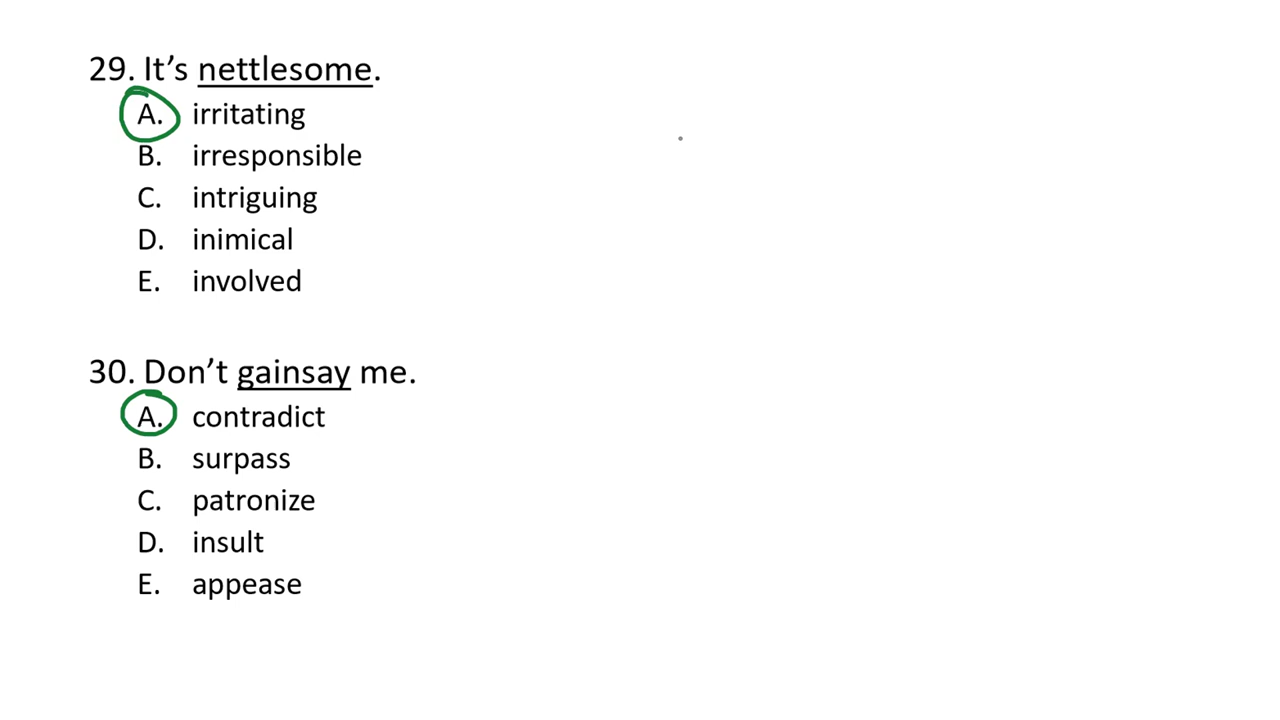 29. It’s nettlesome.
A. irritating
B. irresponsible
C. intriguing
D. inimical
E. involved
30. Don’t gainsay me.
A. contradict
B. surpass
C. patronize
D. insult
E. appease